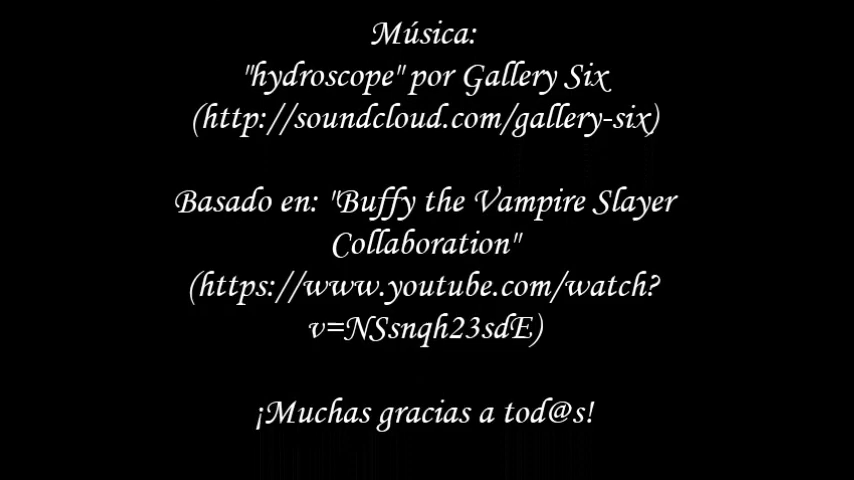 Música:
"hydroscope" por Gallery Six
(http://soundcloud.com/gallery-six)
Basado en: "Buffy the Vampire Slayer
Collaboration"
(https://www.youtube.com/watch?
v=NSsnqh23sdE)
¡Muchas gracias a tod@s!